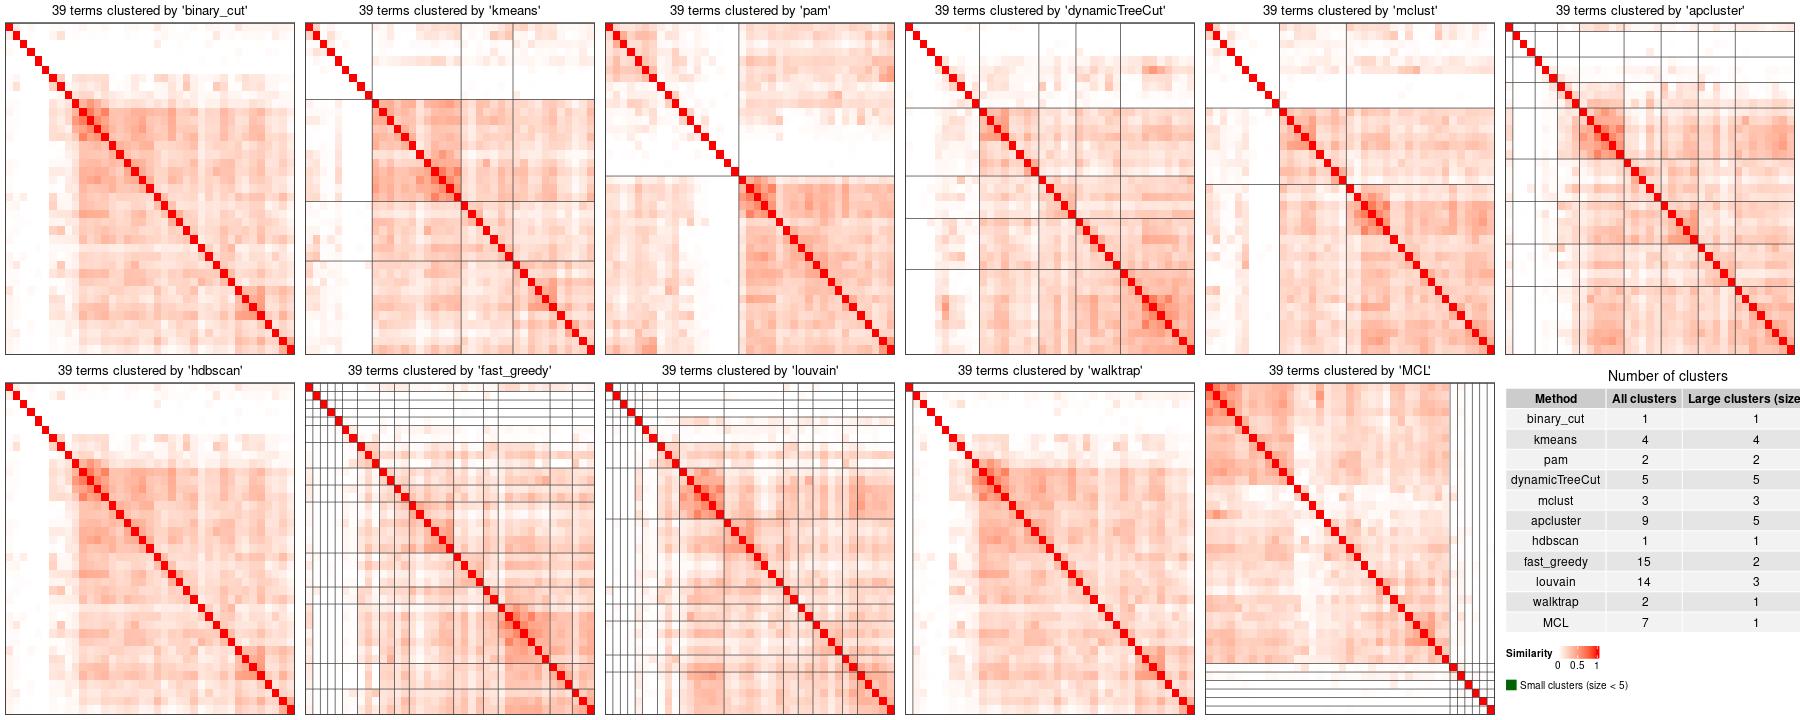 39 terms clustered by 'binary_cut'
39 terms clustered by 'kmeans'
39 terms clustered by 'pam'
39 terms clustered by 'dynamicTreeCut'
39 terms clustered by 'mclust'
39 terms clustered by 'apcluster'
39 terms clustered by 'hdbscan'
39 terms clustered by 'fast_greedy'
39 terms clustered by 'louvain'
39 terms clustered by 'walktrap'
39 terms clustered by 'MCL'
Number of clusters
Method All clusters Large clusters (size
binary_cut 1 1
kmeans 4 4
pam 2 2
dynamicTreeCut 5 5
mclust 3 3
apcluster 9 5
hdbscan 1 1
fast_greedy 15 2
louvain 14 3
walktrap 2 1
MCL 7 1
Similarity
0 0.5 1
Small clusters (size < 5)